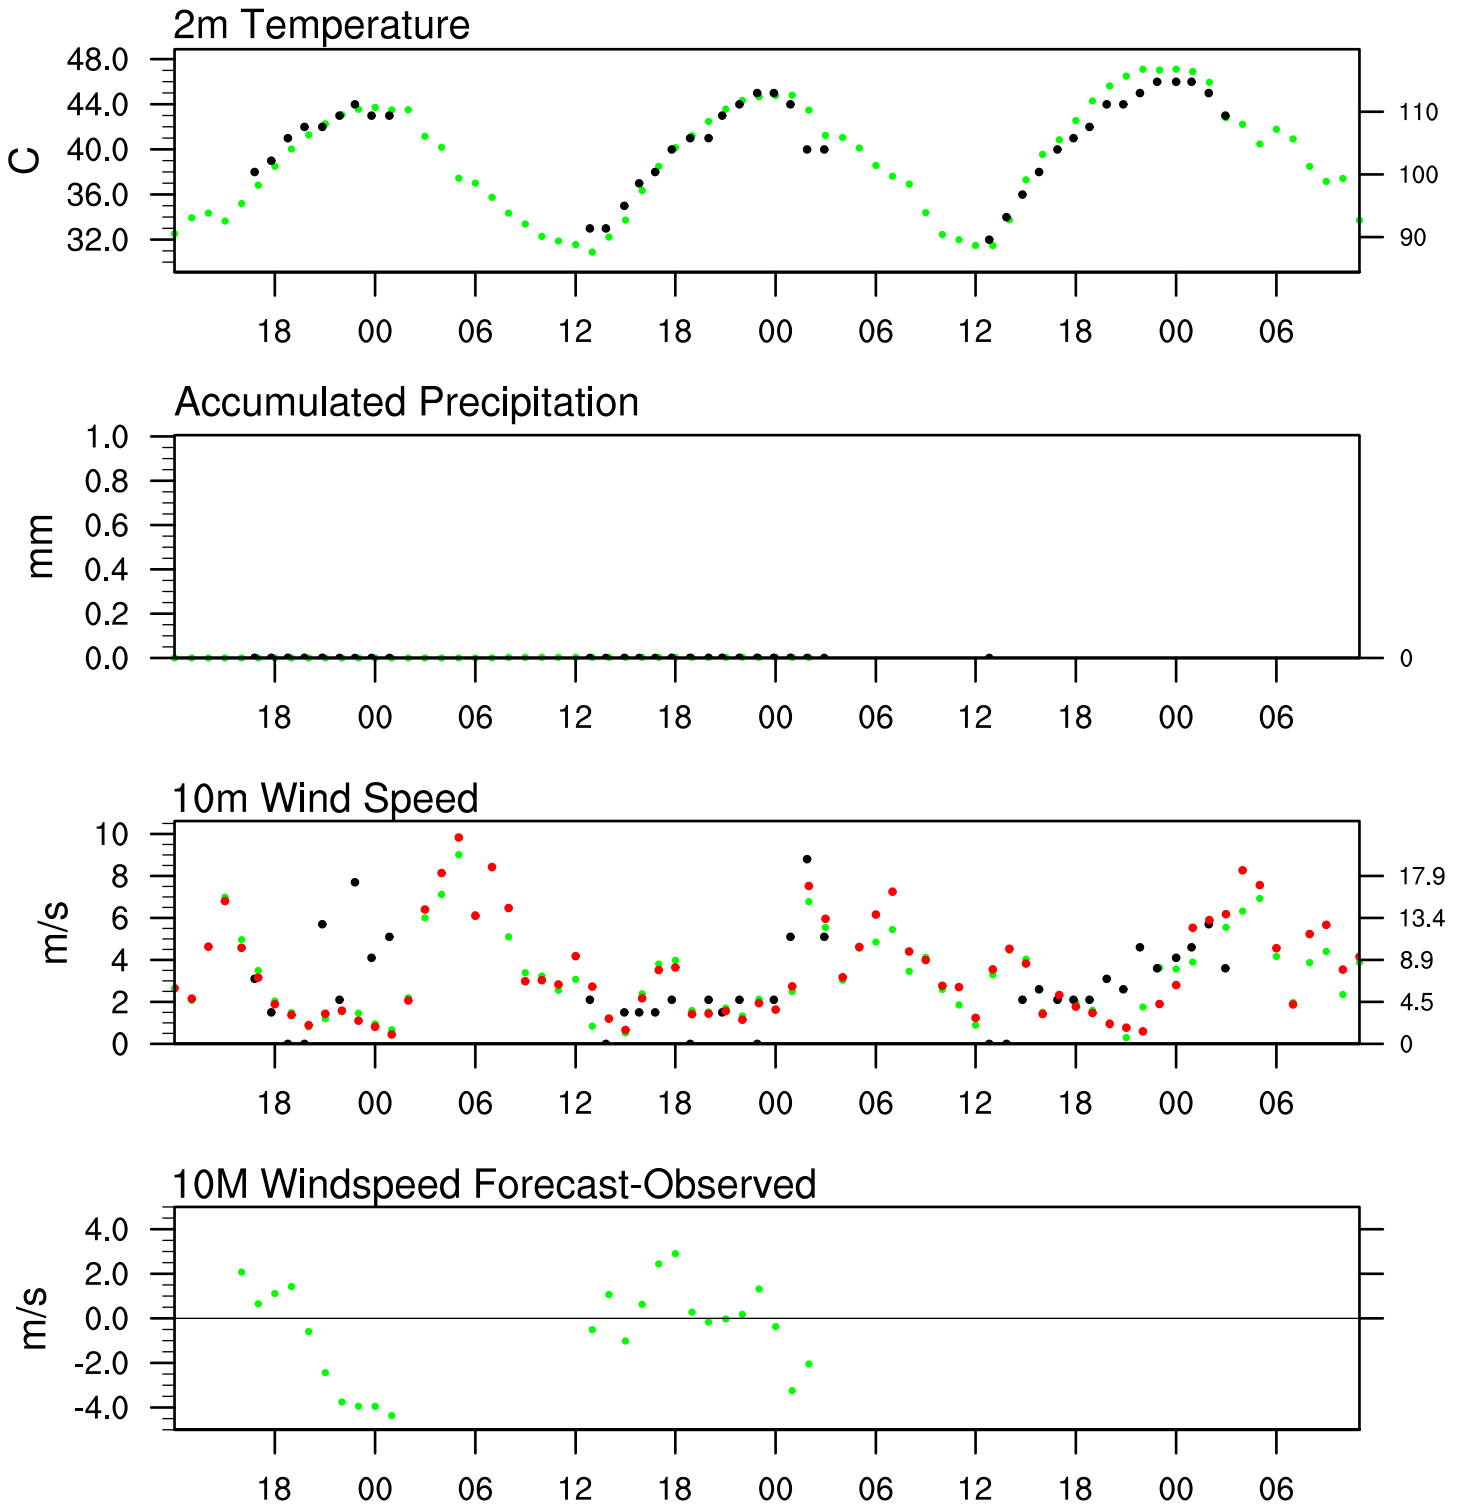 2m Temperature
48.0
44.0
40.0
36.0
32.0
C
110
100
90
18 00 06 12 18 00 06 12 18 00 06
Accumulated Precipitation
1.0
0.8
0.6
0.4
0.2
0.0
mm
0
18 00 06 12 18 00 06 12 18 00 06
10m Wind Speed
10
8
6
4
2
0
m/s
17.9
13.4
8.9
4.5
0
18 00 06 12 18 00 06 12 18 00 06
10M Windspeed Forecast-Observed
4.0
2.0
0.0
-2.0
-4.0
m/s
18 00 06 12 18 00 06 12 18 00 06